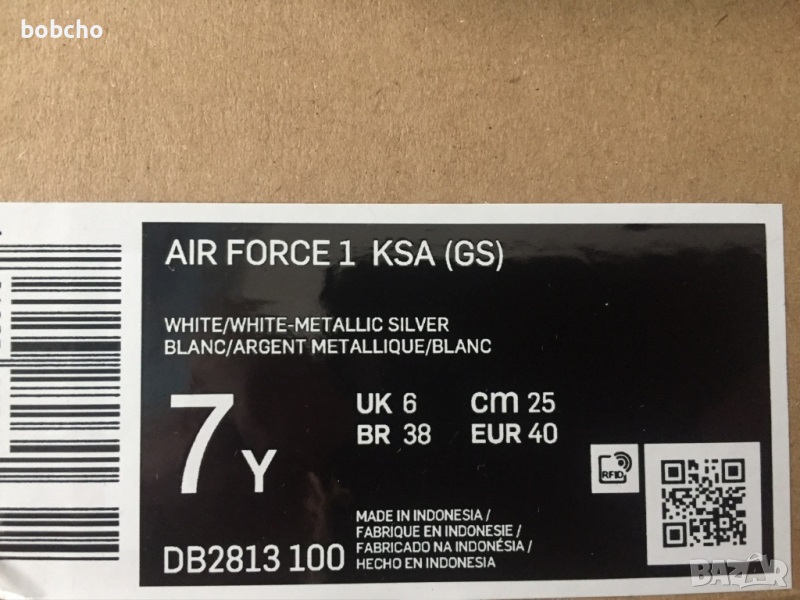 bobcho
AIR FORCE 1 KSA (GS)
WHITE/WHITE-METALLIC SILVER
BLANC/ARGENT METALLIQUE/BLANC
7Y
UK 6 cm 25
BR 38 EUR 40
RFID
MADE IN INDONESIA /
FABRIQUE EN INDONESIE /
FABRICADO NA INDONÉSIA /
HECHO EN INDONESIA
DB2813 100
BAZAR